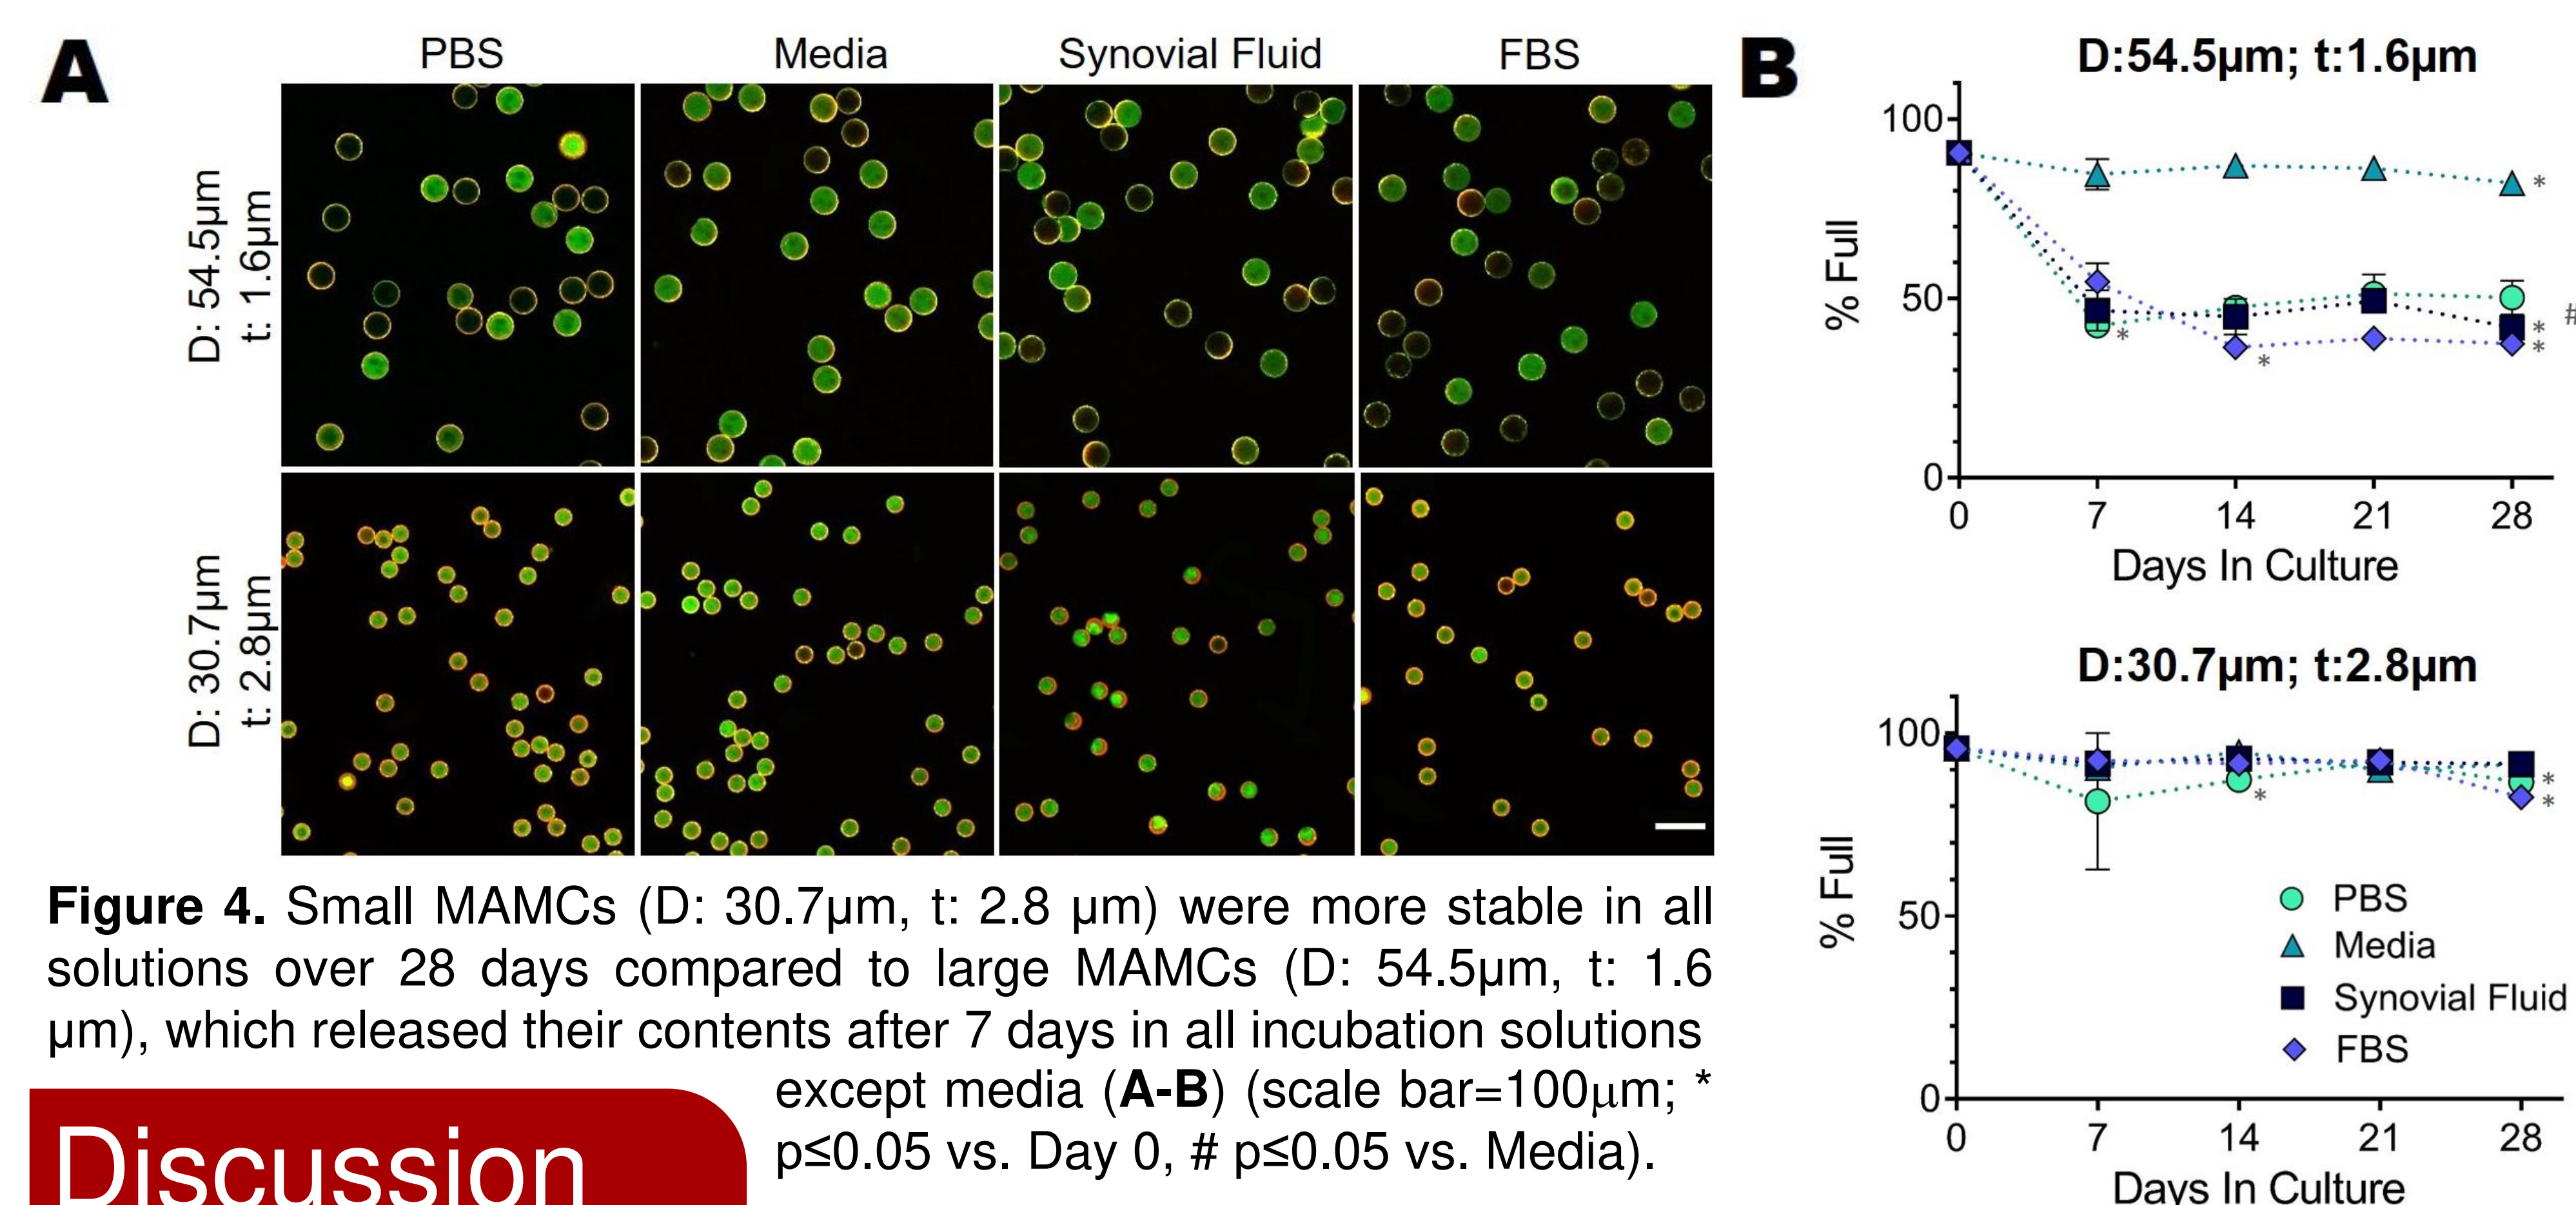 A
PBS
Media
Synovial Fluid
FBS
D: 54.5µm
t: 1.6µm
D: 30.7µm
t: 2.8µm
B
D:54.5µm; t:1.6µm
% Full
100
50
0
*
*
*
#
*
*
0 7 14 21 28
Days In Culture
D:30.7µm; t:2.8µm
% Full
100
50
0
*
*
*
PBS
Media
Synovial Fluid
FBS
0 7 14 21 28
Days In Culture
Figure 4. Small MAMCs (D: 30.7µm, t: 2.8 µm) were more stable in all
solutions over 28 days compared to large MAMCs (D: 54.5µm, t: 1.6
µm), which released their contents after 7 days in all incubation solutions
except media (A-B) (scale bar=100µm; *
p≤0.05 vs. Day 0, # p≤0.05 vs. Media).
Discussion